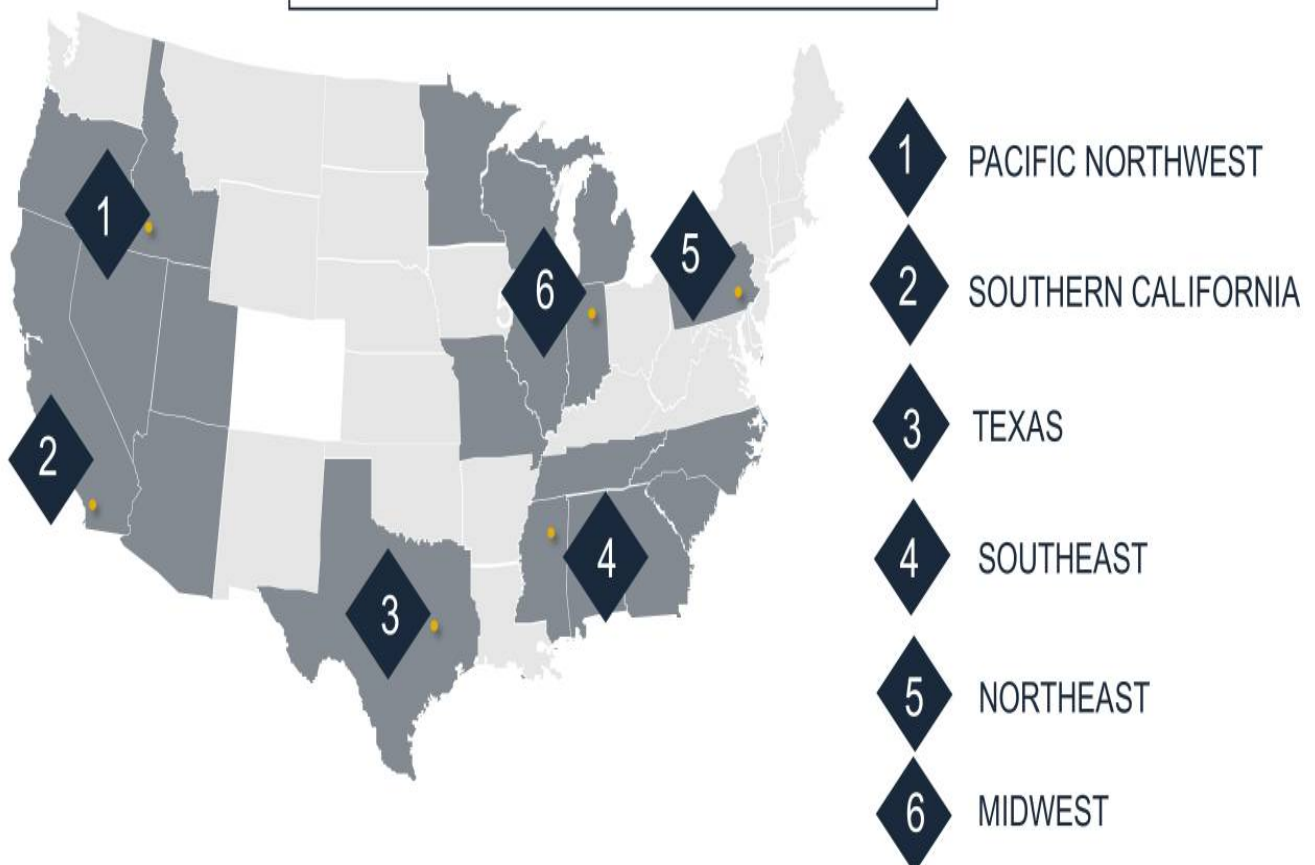 1 PACIFIC NORTHWEST
2 SOUTHERN CALIFORNIA
3 TEXAS
4 SOUTHEAST
5 NORTHEAST
6 MIDWEST
1
5
6
2
4
3